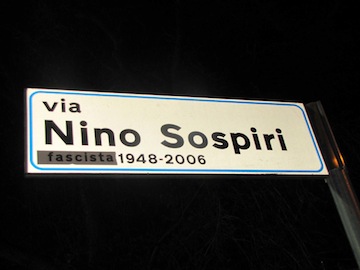 via
Nino Sospiri
fascista 1948-2006